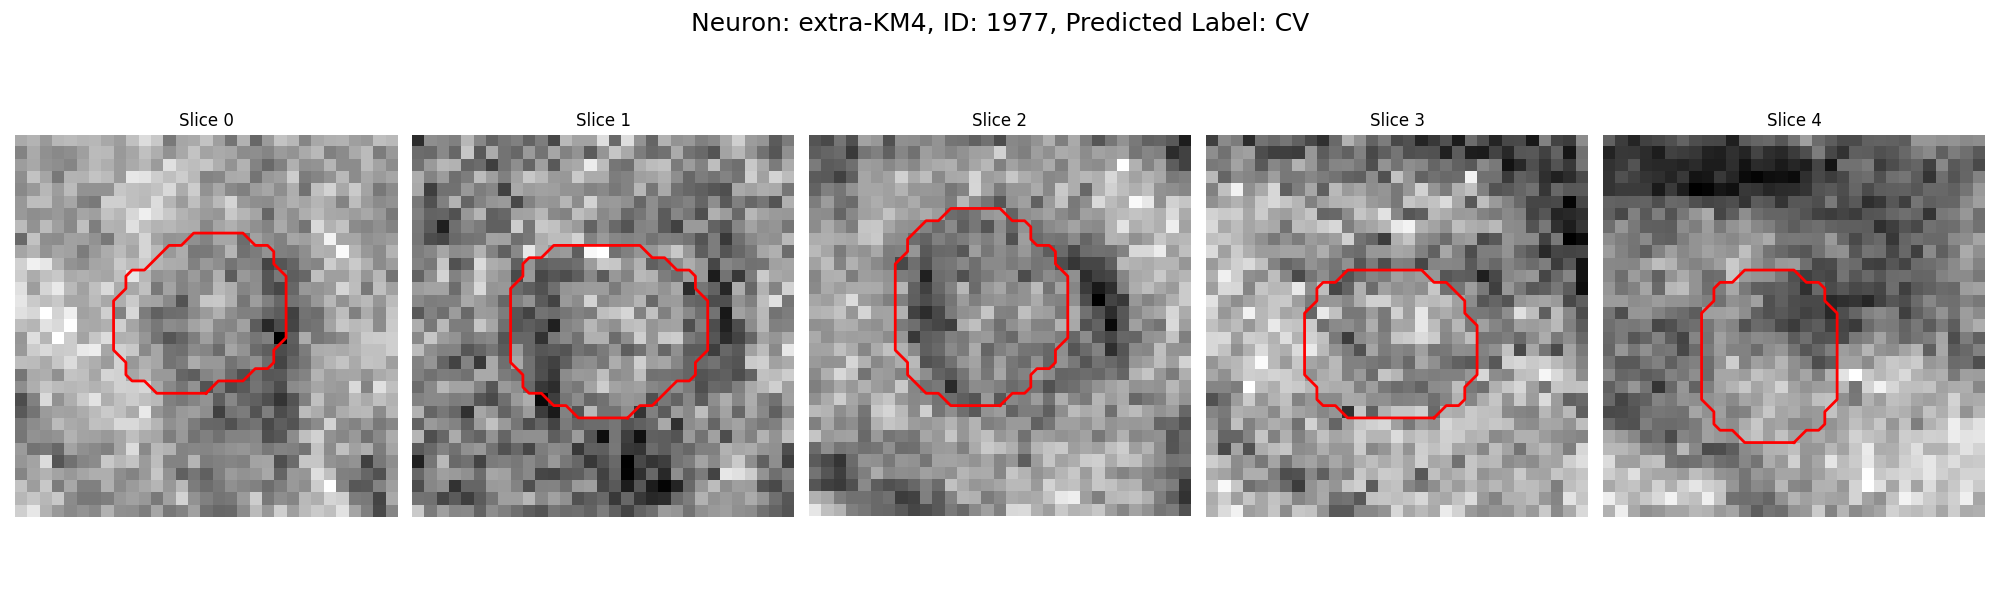 Neuron: extra-KM4, ID: 1977, Predicted Label: CV
Slice 0
Slice 1
Slice 2
Slice 3
Slice 4